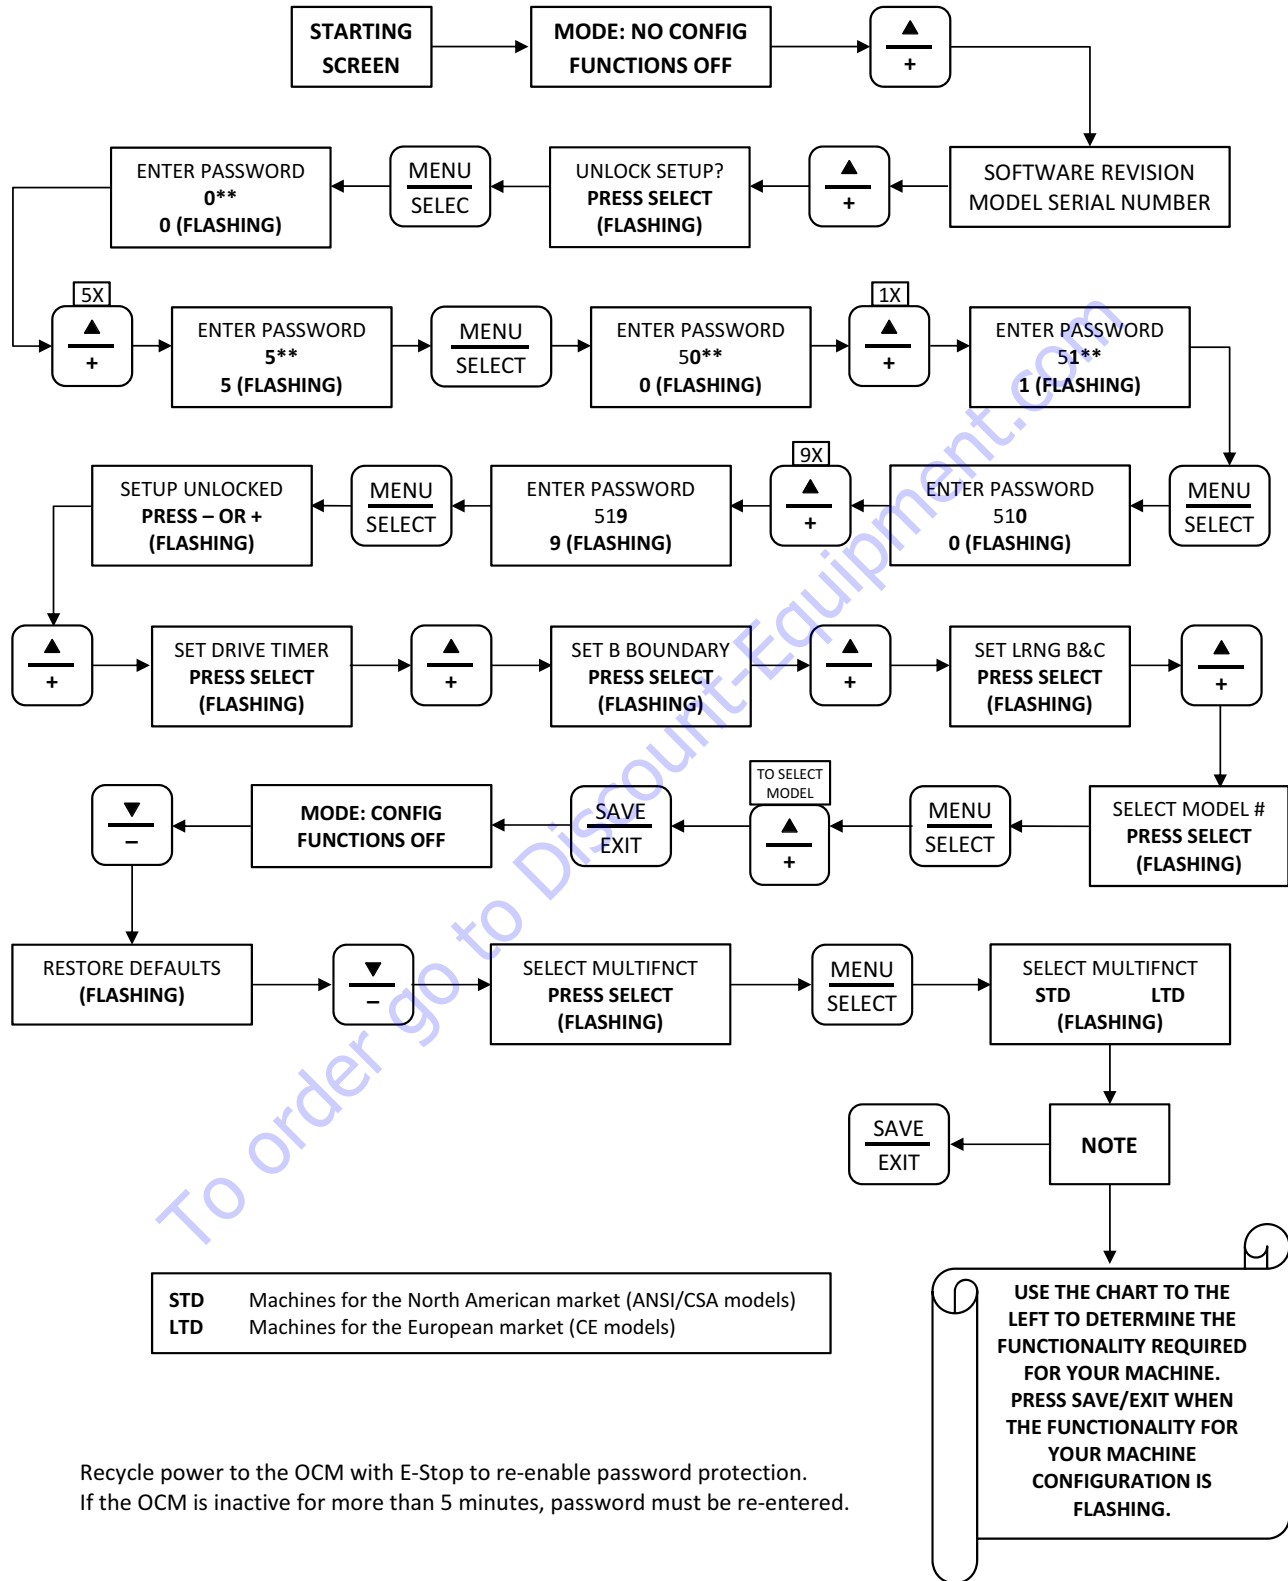 STARTING
SCREEN
MODE: NO CONFIG
FUNCTIONS OFF
▲
+
SOFTWARE REVISION
MODEL SERIAL NUMBER
▲
+
UNLOCK SETUP?
PRESS SELECT
(FLASHING)
MENU
SELEC
ENTER PASSWORD
0**
0 (FLASHING)
5X
▲
+
ENTER PASSWORD
5**
5 (FLASHING)
MENU
SELECT
ENTER PASSWORD
50**
0 (FLASHING)
1X
▲
+
ENTER PASSWORD
51**
1 (FLASHING)
MENU
SELECT
ENTER PASSWORD
510
0 (FLASHING)
9X
▲
+
ENTER PASSWORD
519
9 (FLASHING)
MENU
SELECT
SETUP UNLOCKED
PRESS – OR +
(FLASHING)
▲
+
SET DRIVE TIMER
PRESS SELECT
(FLASHING)
▲
+
SET B BOUNDARY
PRESS SELECT
(FLASHING)
▲
+
SET LRNG B&C
PRESS SELECT
(FLASHING)
▲
+
SELECT MODEL #
PRESS SELECT
(FLASHING)
MENU
SELECT
TO SELECT
MODEL
▲
+
SAVE
EXIT
MODE: CONFIG
FUNCTIONS OFF
▼
–
RESTORE DEFAULTS
(FLASHING)
▼
–
SELECT MULTIFNCT
PRESS SELECT
(FLASHING)
MENU
SELECT
SELECT MULTIFNCT
STD LTD
(FLASHING)
NOTE
SAVE
EXIT
USE THE CHART TO THE
LEFT TO DETERMINE THE
FUNCTIONALITY REQUIRED
FOR YOUR MACHINE.
PRESS SAVE/EXIT WHEN
THE FUNCTIONALITY FOR
YOUR MACHINE
CONFIGURATION IS
FLASHING.
STD Machines for the North American market (ANSI/CSA models)
LTD Machines for the European market (CE models)
Recycle power to the OCM with E-Stop to re-enable password protection.
If the OCM is inactive for more than 5 minutes, password must be re-entered.
To order go to Discount-Equipment.com